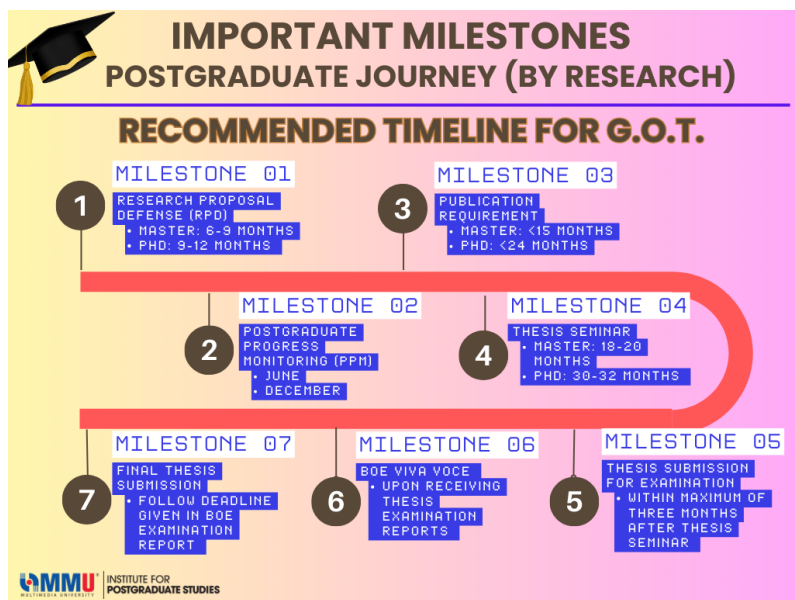 IMPORTANT MILESTONES
POSTGRADUATE JOURNEY (BY RESEARCH)
RECOMMENDED TIMELINE FOR G.O.T.
1
MILESTONE 01
RESEARCH PROPOSAL
DEFENSE (RPD)
• MASTER: 6-9 MONTHS
• PHD: 9-12 MONTHS
2
MILESTONE 02
POSTGRADUATE
PROGRESS
MONITORING (PPM)
• JUNE
• DECEMBER
3
MILESTONE 03
PUBLICATION
REQUIREMENT
• MASTER: <15 MONTHS
• PHD: <24 MONTHS
4
MILESTONE 04
THESIS SEMINAR
• MASTER: 18-20
MONTHS
• PHD: 30-32 MONTHS
5
MILESTONE 05
THESIS SUBMISSION
FOR EXAMINATION
• WITHIN MAXIMUM OF
THREE MONTHS
AFTER THESIS
SEMINAR
6
MILESTONE 06
BOE VIVA VOCE
• UPON RECEIVING
THESIS
EXAMINATION
REPORTS
7
MILESTONE 07
FINAL THESIS
SUBMISSION
• FOLLOW DEADLINE
GIVEN IN BOE
EXAMINATION
REPORT
MMU
MULTIMEDIA UNIVERSITY
INSTITUTE FOR
POSTGRADUATE STUDIES